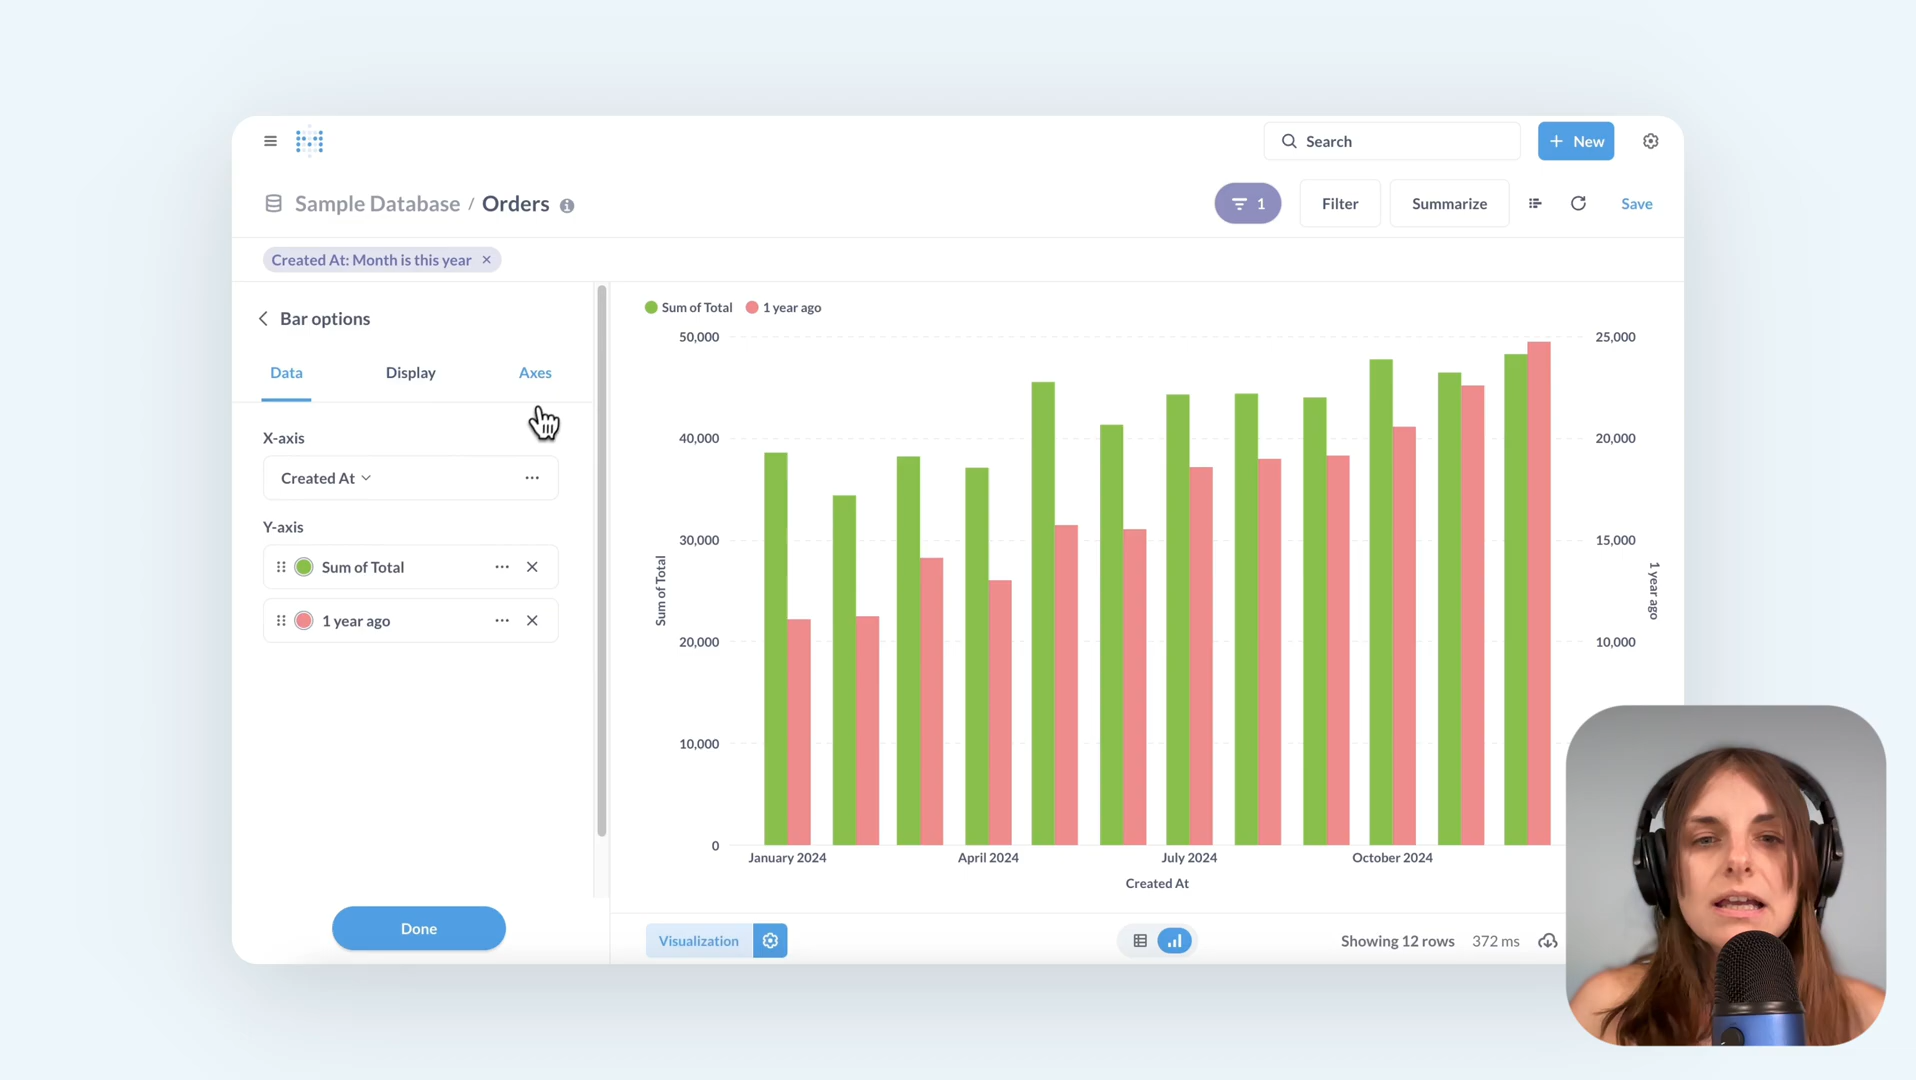 Search
+ New
Sample Database / Orders
1
Filter
Summarize
Save
Created At: Month is this year
Bar options
Data
Display
Axes
X-axis
Created At
Y-axis
Sum of Total
1 year ago
Done
Sum of Total
1 year ago
50,000
40,000
30,000
20,000
10,000
0
Sum of Total
25,000
20,000
15,000
10,000
1 year ago
January 2024
April 2024
July 2024
October 2024
Created At
Visualization
Showing 12 rows
372 ms